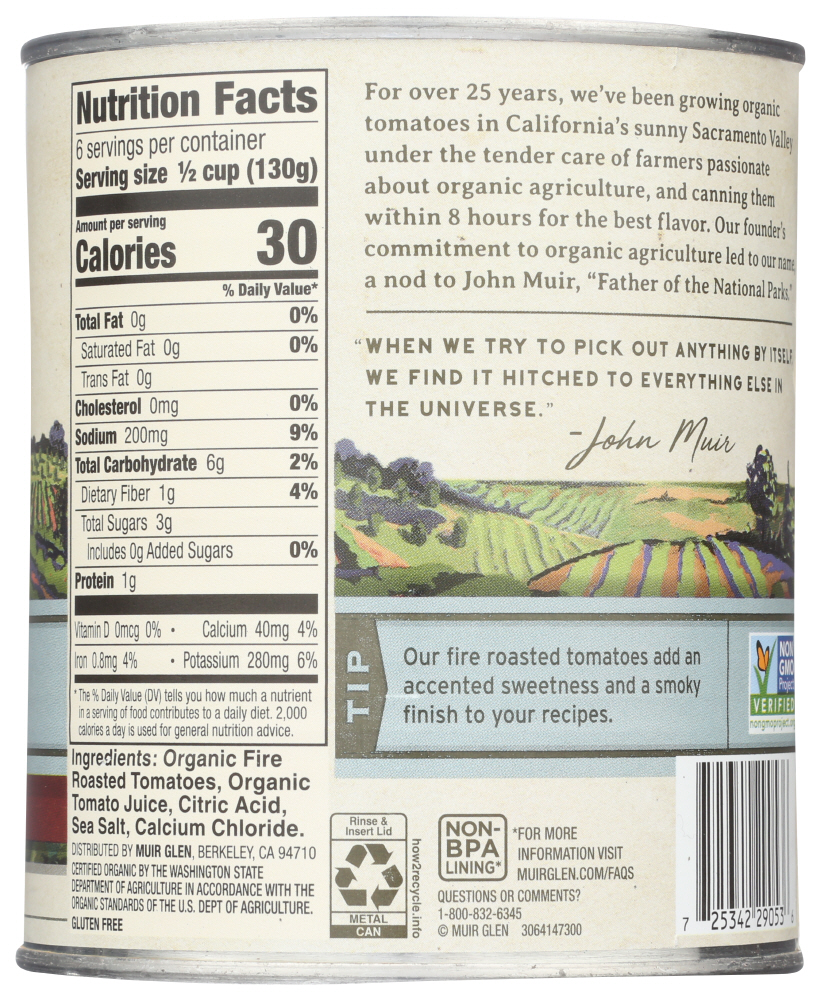 Nutrition Facts
6 servings per container
Serving size ½ cup (130g)
Amount per serving
Calories 30
% Daily Value*
Total Fat 0g 0%
Saturated Fat 0g 0%
Trans Fat 0g
Cholesterol 0mg 0%
Sodium 200mg 9%
Total Carbohydrate 6g 2%
Dietary Fiber 1g 4%
Total Sugars 3g
Includes 0g Added Sugars 0%
Protein 1g
Vitamin D 0mcg 0% • Calcium 40mg 4%
Iron 0.8mg 4% • Potassium 280mg 6%
* The % Daily Value (DV) tells you how much a nutrient
in a serving of food contributes to a daily diet. 2,000
calories a day is used for general nutrition advice.
Ingredients: Organic Fire
Roasted Tomatoes, Organic
Tomato Juice, Citric Acid,
Sea Salt, Calcium Chloride.
DISTRIBUTED BY MUIR GLEN, BERKELEY, CA 94710
CERTIFIED ORGANIC BY THE WASHINGTON STATE
DEPARTMENT OF AGRICULTURE IN ACCORDANCE WITH THE
ORGANIC STANDARDS OF THE U.S. DEPT OF AGRICULTURE.
GLUTEN FREE
For over 25 years, we've been growing organic
tomatoes in California's sunny Sacramento Valley
under the tender care of farmers passionate
about organic agriculture, and canning them
within 8 hours for the best flavor. Our founder's
commitment to organic agriculture led to our name,
a nod to John Muir, “Father of the National Parks.”
“WHEN WE TRY TO PICK OUT ANYTHING BY ITSELF
WE FIND IT HITCHED TO EVERYTHING ELSE IN
THE UNIVERSE.”
-John Muir
TIP
Our fire roasted tomatoes add an
accented sweetness and a smoky
finish to your recipes.
NON
GMO
Project
VERIFIED
nongmoproject.org
Rinse &
Insert Lid
METAL
CAN
how2recycle.info
NON-
BPA
LINING*
*FOR MORE
INFORMATION VISIT
MUIRGLEN.COM/FAQS
QUESTIONS OR COMMENTS?
1-800-832-6345
© MUIR GLEN 3064147300
7 25342 29053 6